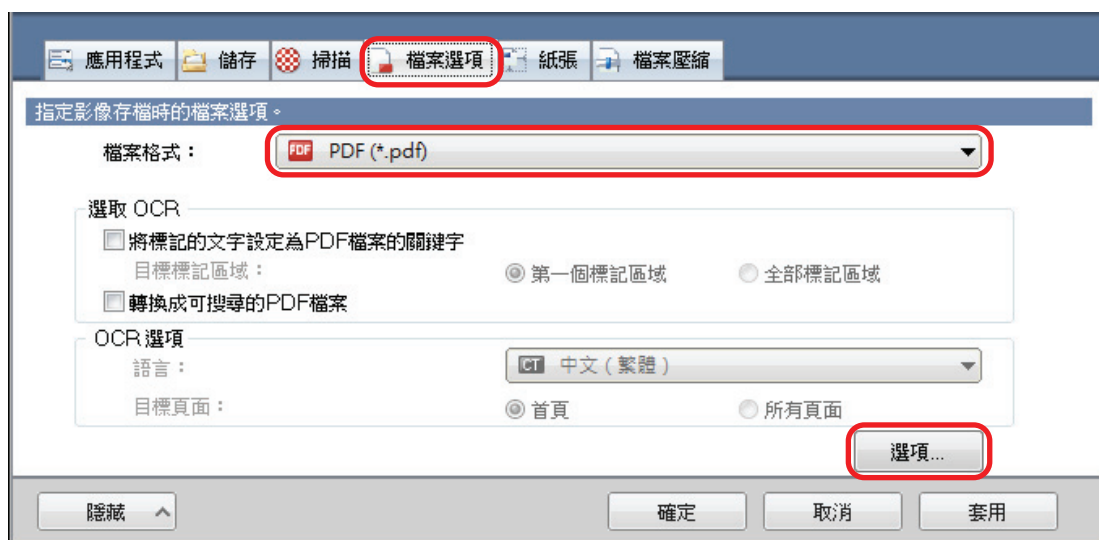 應用程式 儲存 掃描 檔案選項 紙張 檔案壓縮
指定影像存檔時的檔案選項。
檔案格式： PDF PDF (*.pdf)
選取 OCR
將標記的文字設定為PDF檔案的關鍵字
目標標記區域： 第一個標記區域 全部標記區域
轉換成可搜尋的PDF檔案
OCR 選項
語言： CT 中文 ( 繁體 )
目標頁面： 首頁 所有頁面
選項...
隱藏 確定 取消 套用